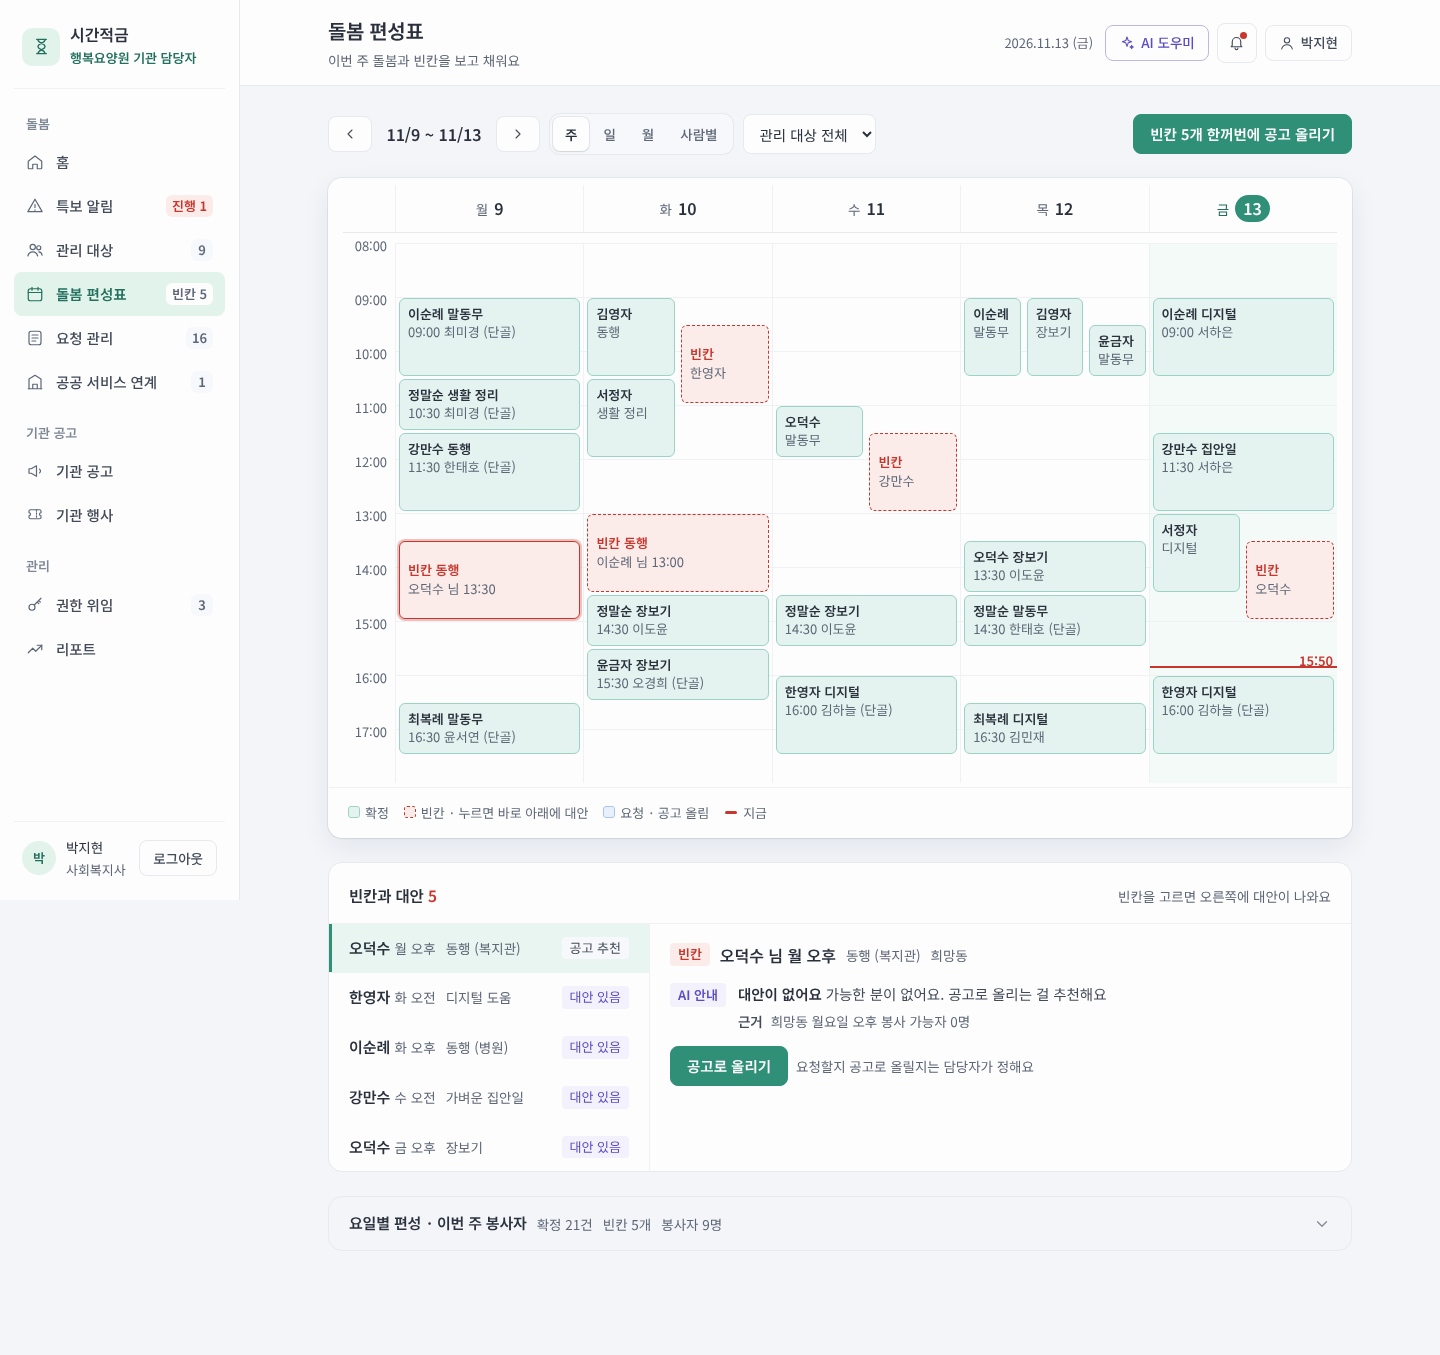 시간적금
행복요양원 기관 담당자
돌봄
홈
특보 알림 진행 1
관리 대상 9
돌봄 편성표 빈칸 5
요청 관리 16
공공 서비스 연계 1
기관 공고
기관 공고
기관 행사
관리
권한 위임 3
리포트
박 박지현
사회복지사
로그아웃
돌봄 편성표
이번 주 돌봄과 빈칸을 보고 채워요
2026.11.13 (금) AI 도우미 박지현
11/9 ~ 11/13 주 일 월 사람별 관리 대상 전체 빈칸 5개 한꺼번에 공고 올리기
월 9 화 10 수 11 목 12 금 13
08:00
09:00
10:00
11:00
12:00
13:00
14:00
15:00
16:00
17:00
이순례 말동무
09:00 최미경 (단골)
정말순 생활 정리
10:30 최미경 (단골)
강만수 동행
11:30 한태호 (단골)
빈칸 동행
오덕수 님 13:30
최복례 말동무
16:30 윤서연 (단골)
김영자
동행
빈칸
한영자
서정자
생활 정리
빈칸 동행
이순례 님 13:00
정말순 장보기
14:30 이도윤
윤금자 장보기
15:30 오경희 (단골)
오덕수
말동무
빈칸
강만수
정말순 장보기
14:30 이도윤
한영자 디지털
16:00 김하늘 (단골)
이순례
말동무
김영자
장보기
윤금자
말동무
오덕수 장보기
13:30 이도윤
정말순 말동무
14:30 한태호 (단골)
최복례 디지털
16:30 김민재
이순례 디지털
09:00 서하은
강만수 집안일
11:30 서하은
서정자
디지털
빈칸
오덕수
15:50
한영자 디지털
16:00 김하늘 (단골)
확정 빈칸 · 누르면 바로 아래에 대안 요청 · 공고 올림 지금
빈칸과 대안 5
빈칸을 고르면 오른쪽에 대안이 나와요
오덕수 월 오후 동행 (복지관) 공고 추천
한영자 화 오전 디지털 도움 대안 있음
이순례 화 오후 동행 (병원) 대안 있음
강만수 수 오전 가벼운 집안일 대안 있음
오덕수 금 오후 장보기 대안 있음
빈칸 오덕수 님 월 오후 동행 (복지관) 희망동
AI 안내 대안이 없어요 가능한 분이 없어요. 공고로 올리는 걸 추천해요
근거 희망동 월요일 오후 봉사 가능자 0명
공고로 올리기 요청할지 공고로 올릴지는 담당자가 정해요
요일별 편성 · 이번 주 봉사자 확정 21건 빈칸 5개 봉사자 9명